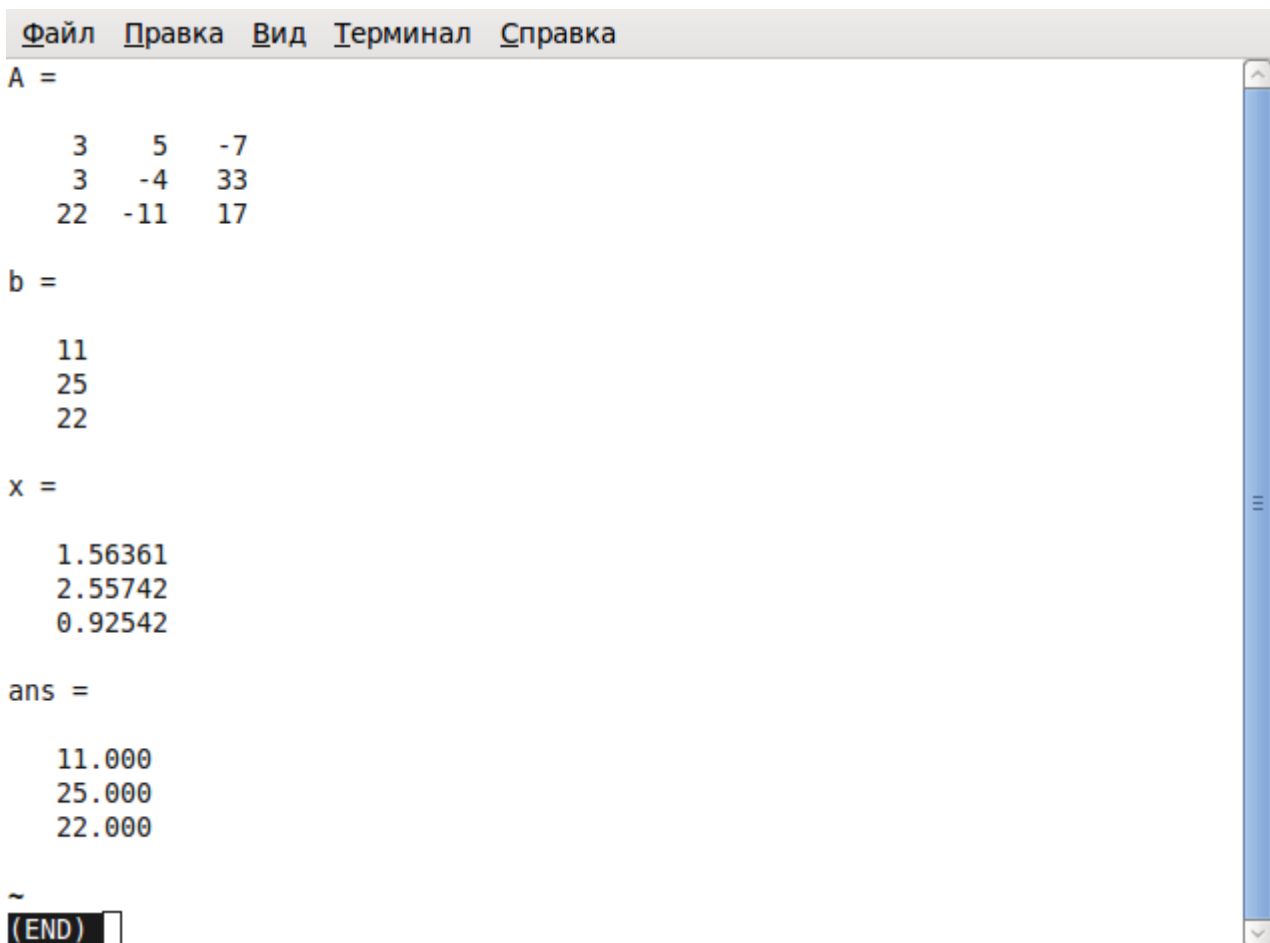 Файл Правка Вид Терминал Справка
A =
3 5 -7
3 -4 33
22 -11 17
b =
11
25
22
x =
1.56361
2.55742
0.92542
ans =
11.000
25.000
22.000
~
(END)